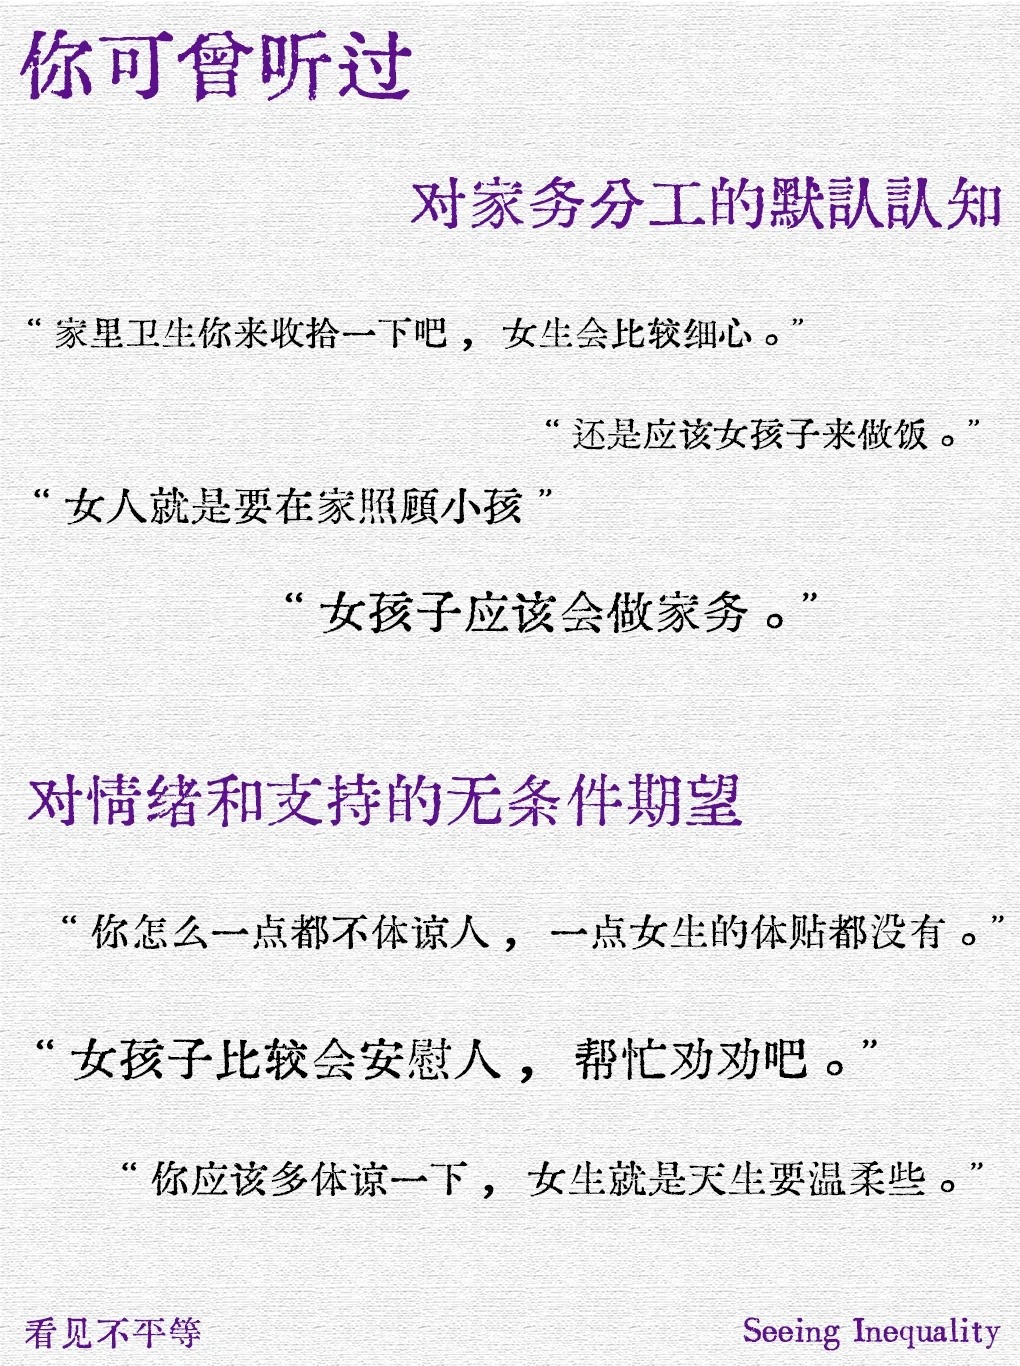 你可曾听过
对家务分工的默認認知
“家里卫生你来收拾一下吧，女生会比较细心。”
“还是应该女孩子来做饭。”
“女人就是要在家照顧小孩”
“女孩子应该会做家务。”
对情绪和支持的无条件期望
“你怎么一点都不体谅人，一点女生的体贴都没有。”
“女孩子比较会安慰人，帮忙劝劝吧。”
“你应该多体谅一下，女生就是天生要温柔些。”
看见不平等
Seeing Inequality